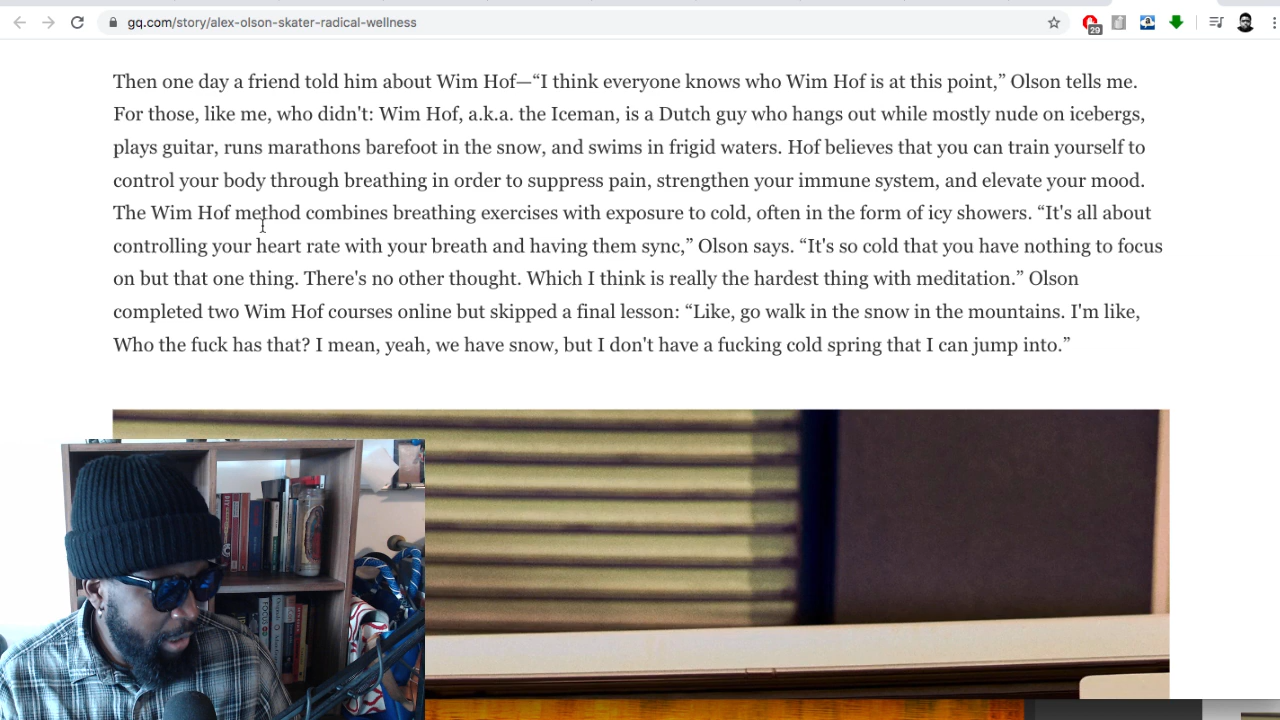 gq.com/story/alex-olson-skater-radical-wellness
29
Then one day a friend told him about Wim Hof—“I think everyone knows who Wim Hof is at this point,” Olson tells me.
For those, like me, who didn't: Wim Hof, a.k.a. the Iceman, is a Dutch guy who hangs out while mostly nude on icebergs,
plays guitar, runs marathons barefoot in the snow, and swims in frigid waters. Hof believes that you can train yourself to
control your body through breathing in order to suppress pain, strengthen your immune system, and elevate your mood.
The Wim Hof method combines breathing exercises with exposure to cold, often in the form of icy showers. “It's all about
controlling your heart rate with your breath and having them sync,” Olson says. “It's so cold that you have nothing to focus
on but that one thing. There's no other thought. Which I think is really the hardest thing with meditation.” Olson
completed two Wim Hof courses online but skipped a final lesson: “Like, go walk in the snow in the mountains. I'm like,
Who the fuck has that? I mean, yeah, we have snow, but I don't have a fucking cold spring that I can jump into.”